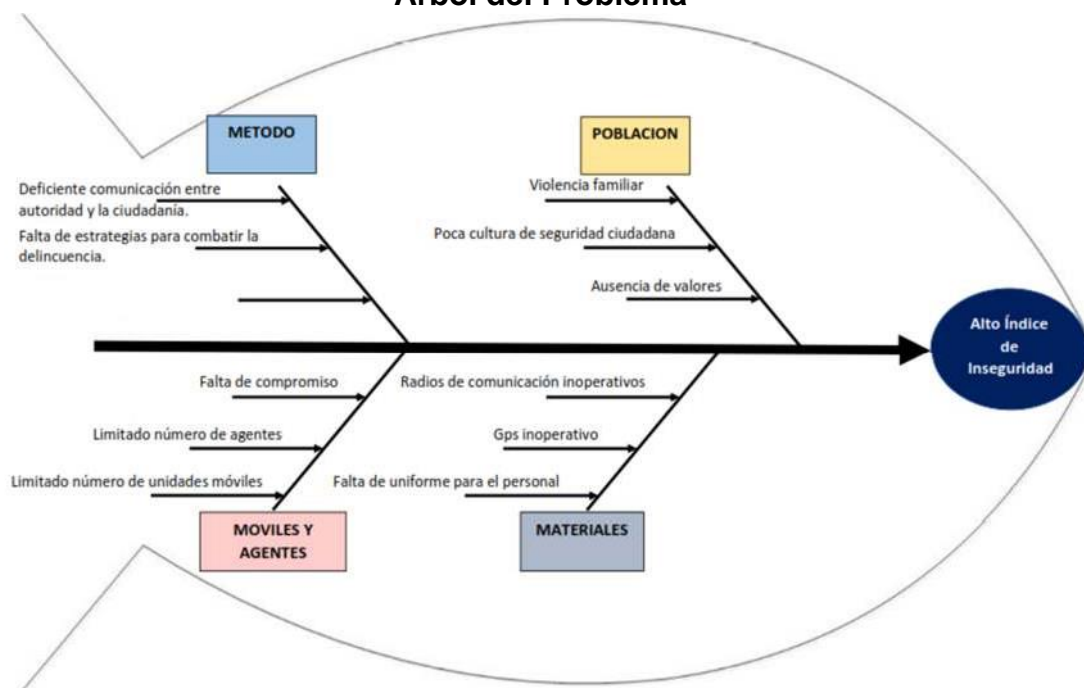 Árbol del Problema
METODO
POBLACION
Deficiente comunicación entre
autoridad y la ciudadanía.
Falta de estrategias para combatir la
delincuencia.
Violencia familiar
Poca cultura de seguridad ciudadana
Ausencia de valores
Alto Índice
de
Inseguridad
Falta de compromiso
Limitado número de agentes
Limitado número de unidades móviles
Radios de comunicación inoperativos
Gps inoperativo
Falta de uniforme para el personal
MOVILES Y
AGENTES
MATERIALES